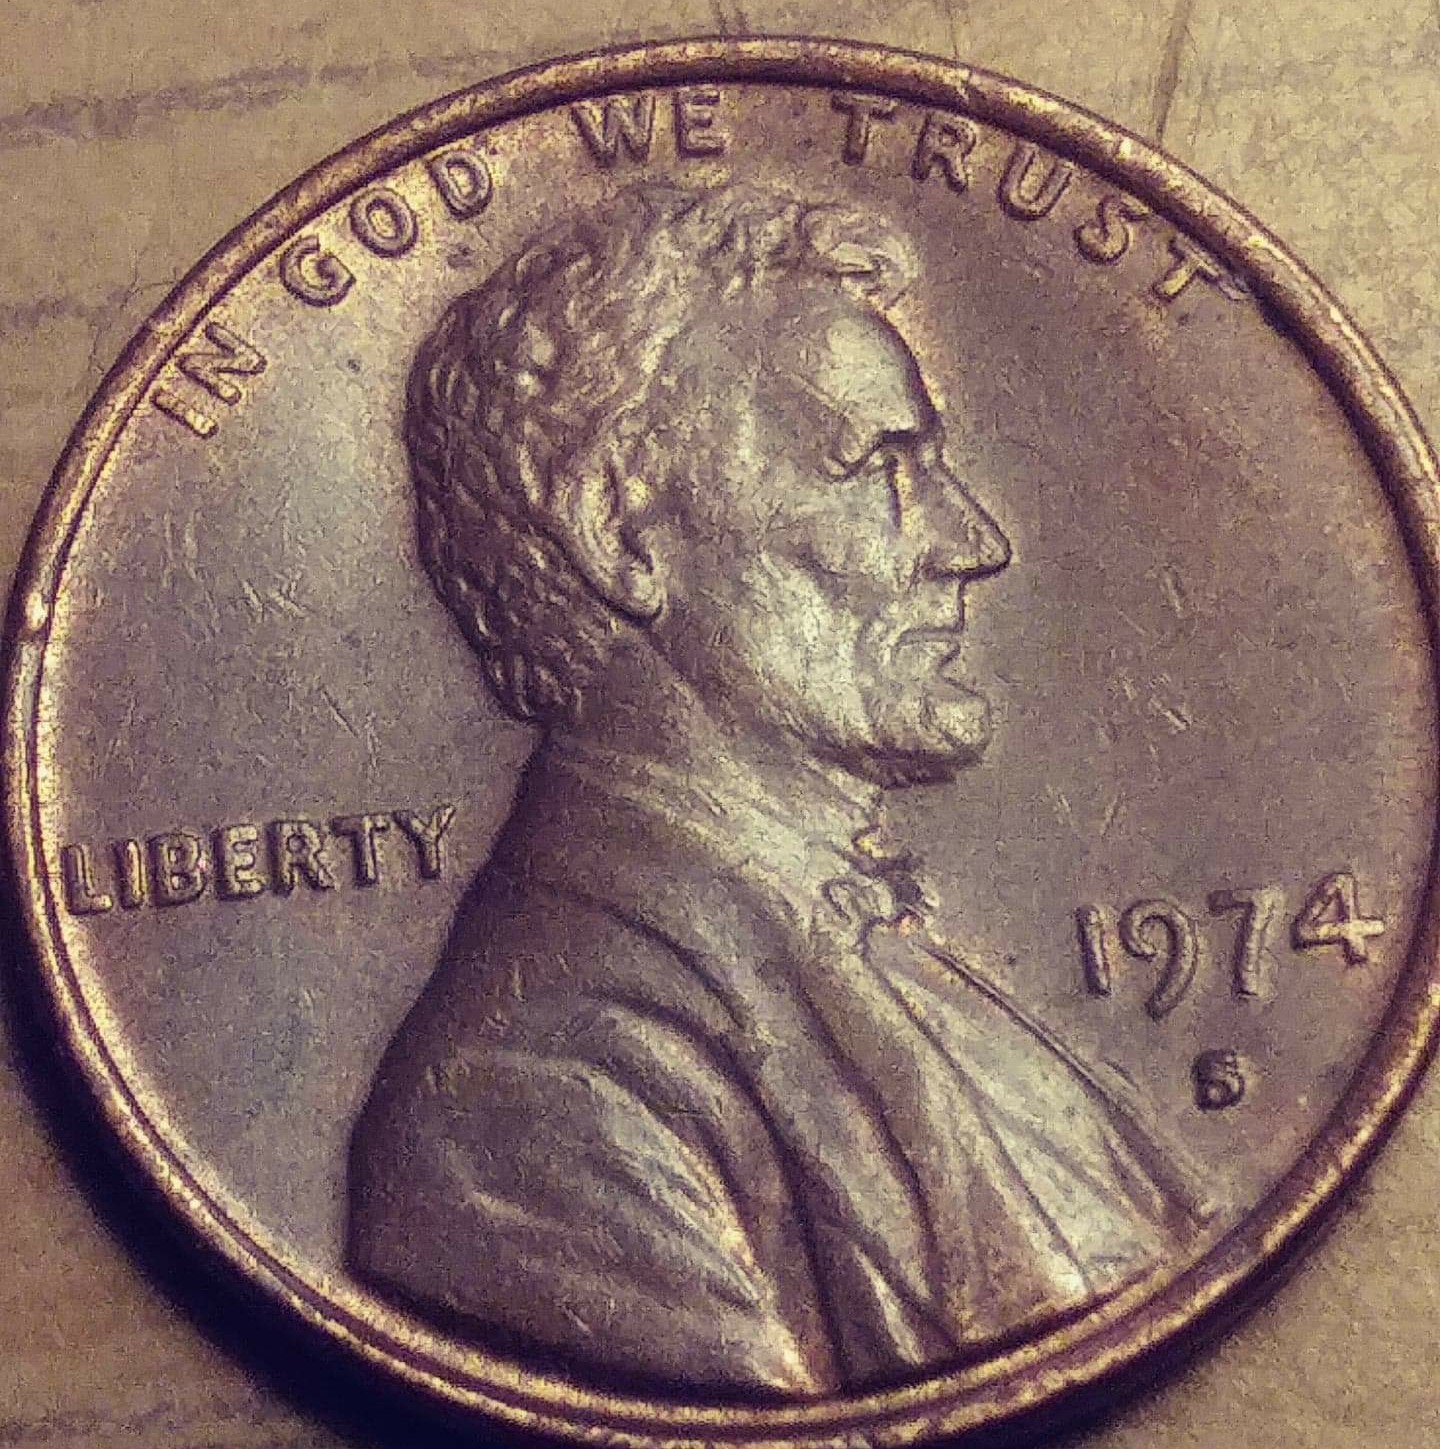 IN GOD WE TRUST
LIBERTY
1974
S